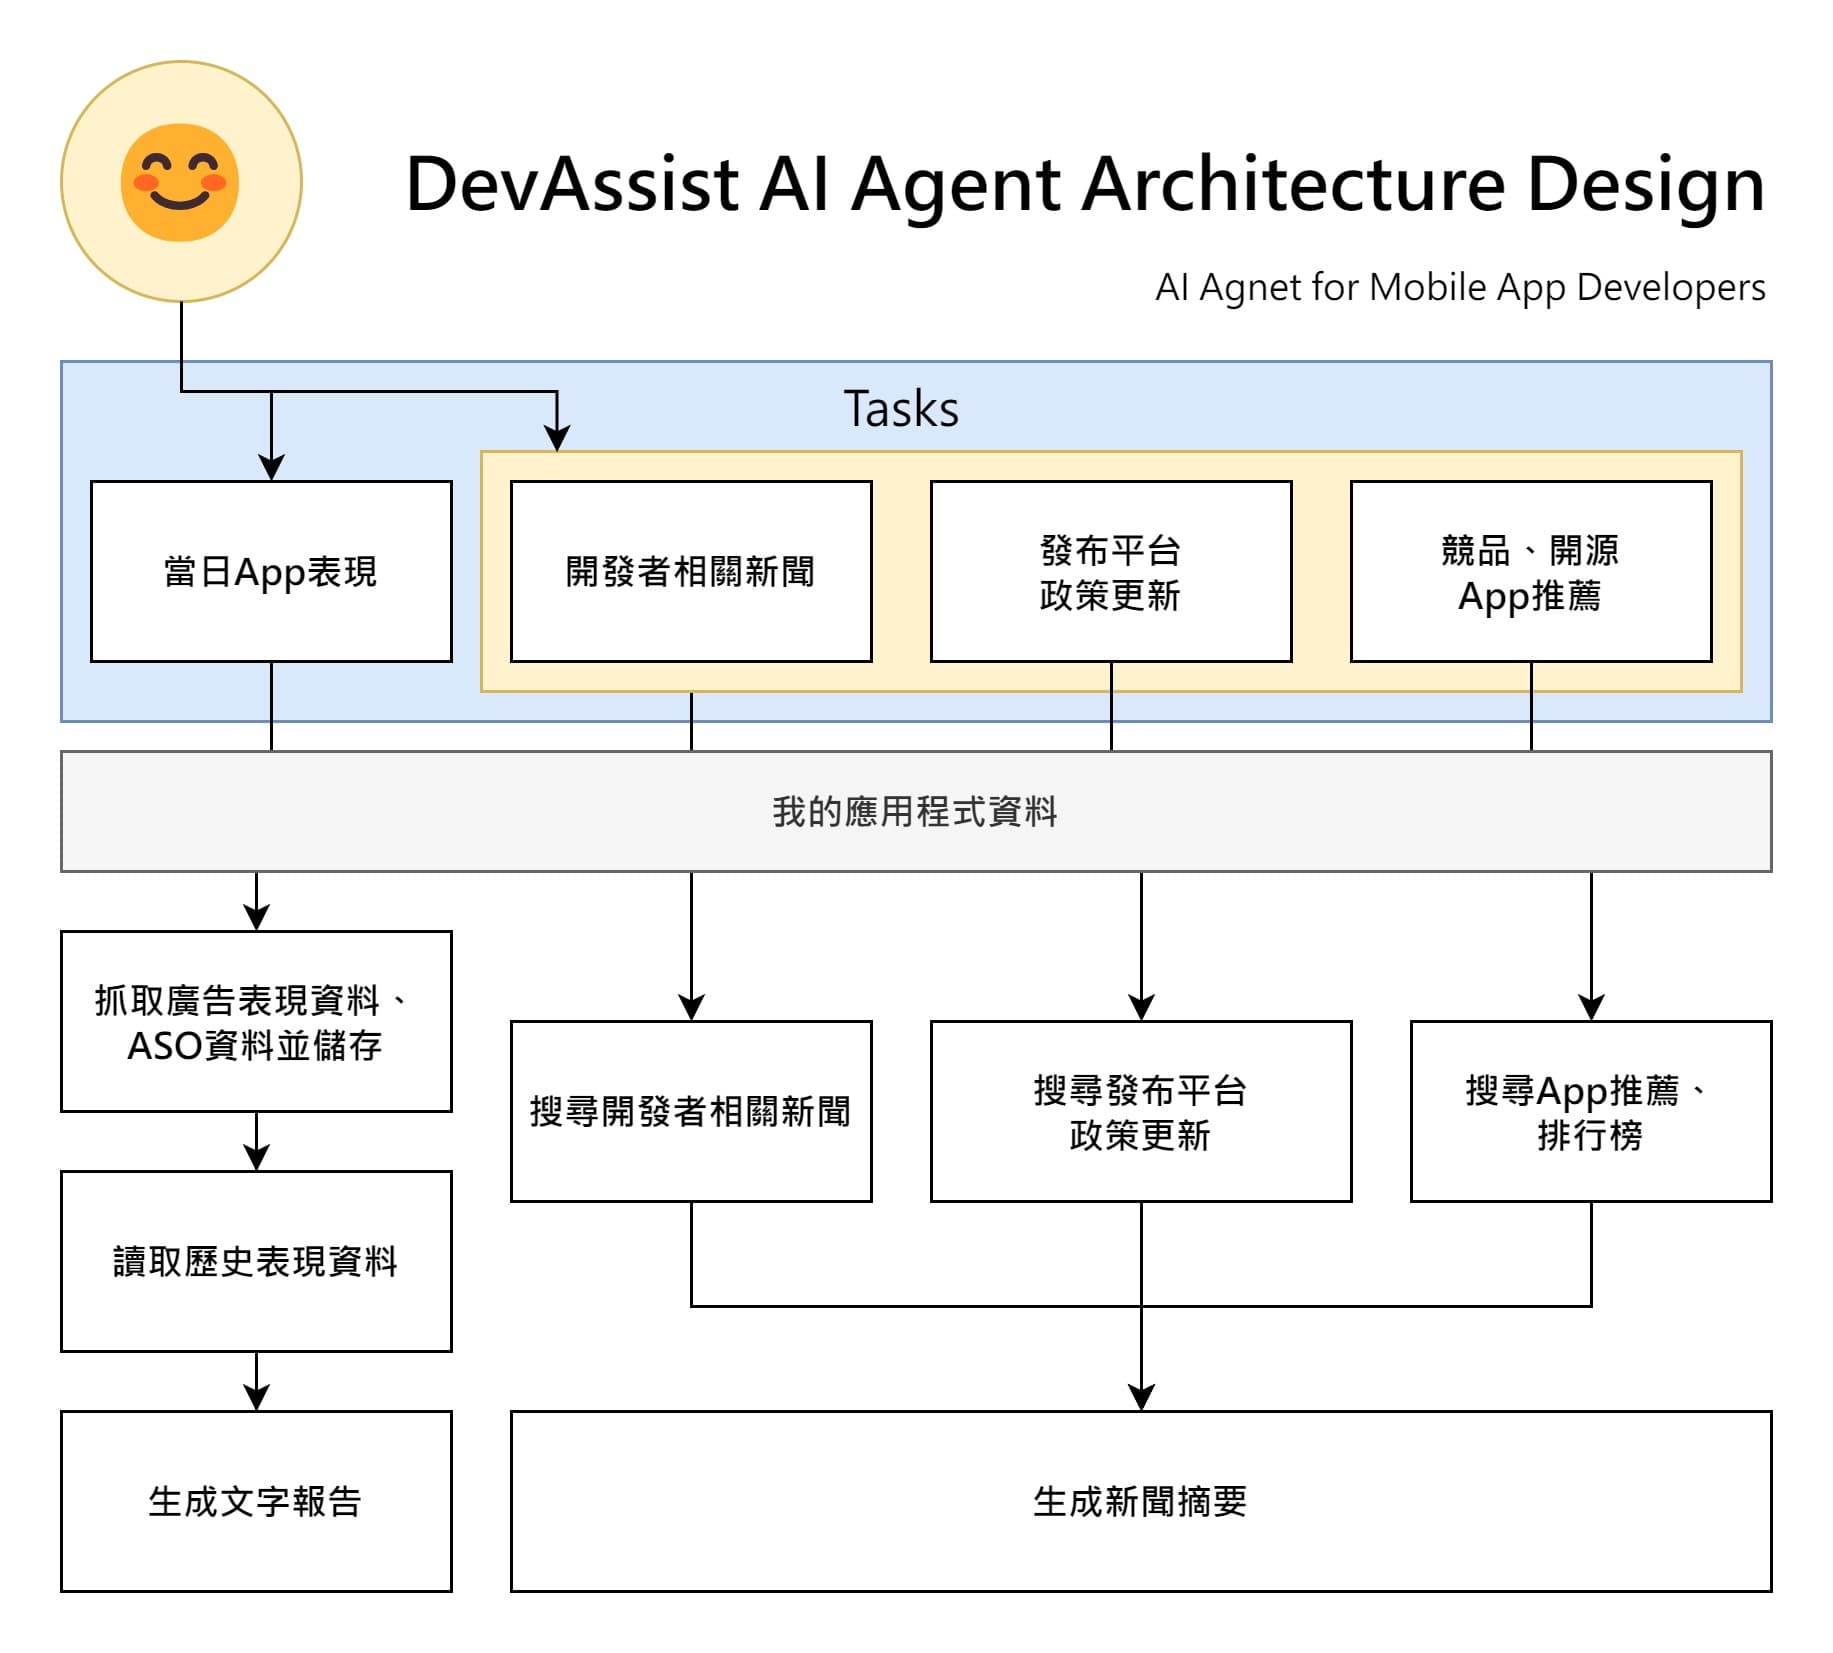 DevAssist AI Agent Architecture Design
AI Agnet for Mobile App Developers
Tasks
當日App表現
開發者相關新聞
發布平台
政策更新
競品、開源
App推薦
我的應用程式資料
抓取廣告表現資料、
ASO資料並儲存
搜尋開發者相關新聞
搜尋發布平台
政策更新
搜尋App推薦、
排行榜
讀取歷史表現資料
生成文字報告
生成新聞摘要